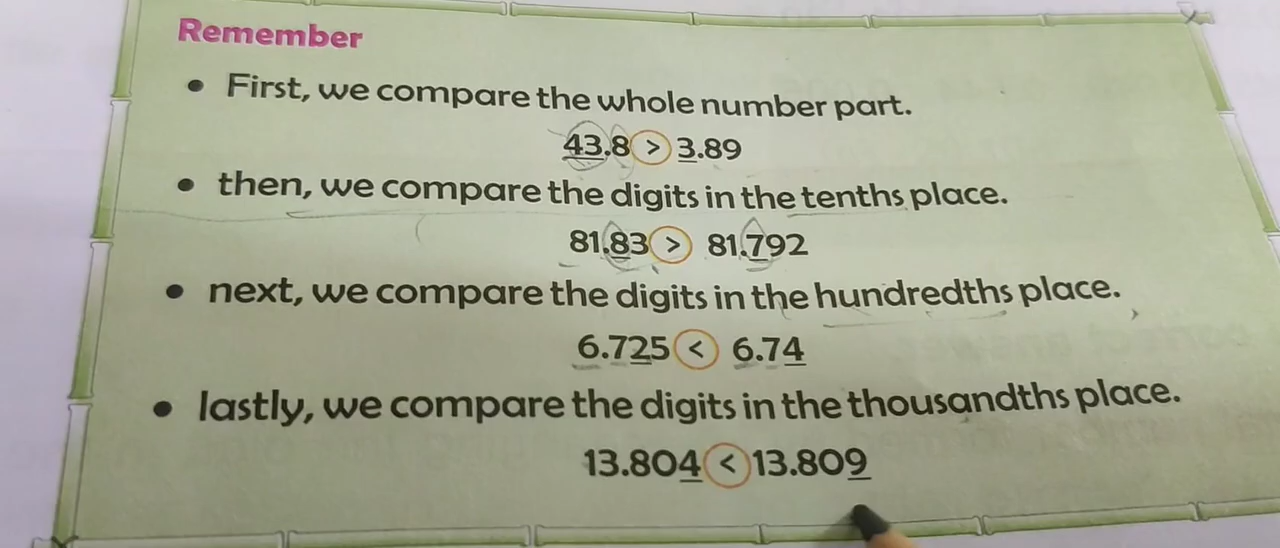 Remember
• First, we compare the whole number part.
43.8 > 3.89
• then, we compare the digits in the tenths place.
81.83 > 81.792
• next, we compare the digits in the hundredths place.
6.725 < 6.74
• lastly, we compare the digits in the thousandths place.
13.804 < 13.809